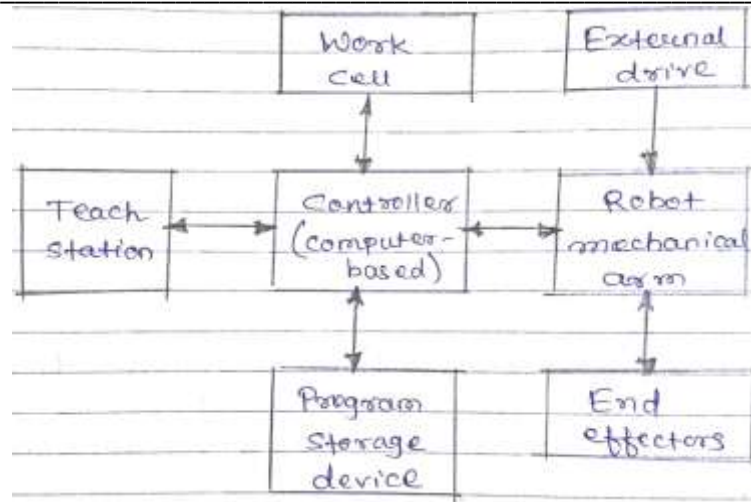 Work
cell
External
drive
Teach
station
Controller
(computer-
based)
Robot
mechanical
arm
Program
storage
device
End
effectors